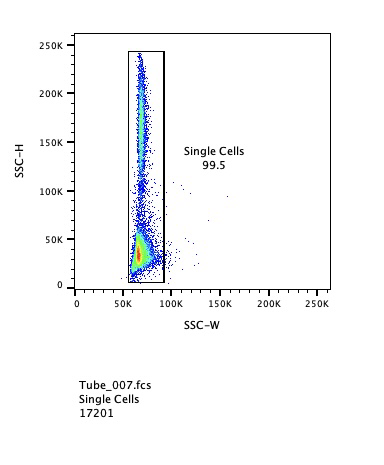 250K
200K
SSC-H
Single Cells
150K
99.5
100K
50K
0
0 50K 100K 150K 200K 250K
SSC-W
Tube_007.fcs
Single Cells
17201